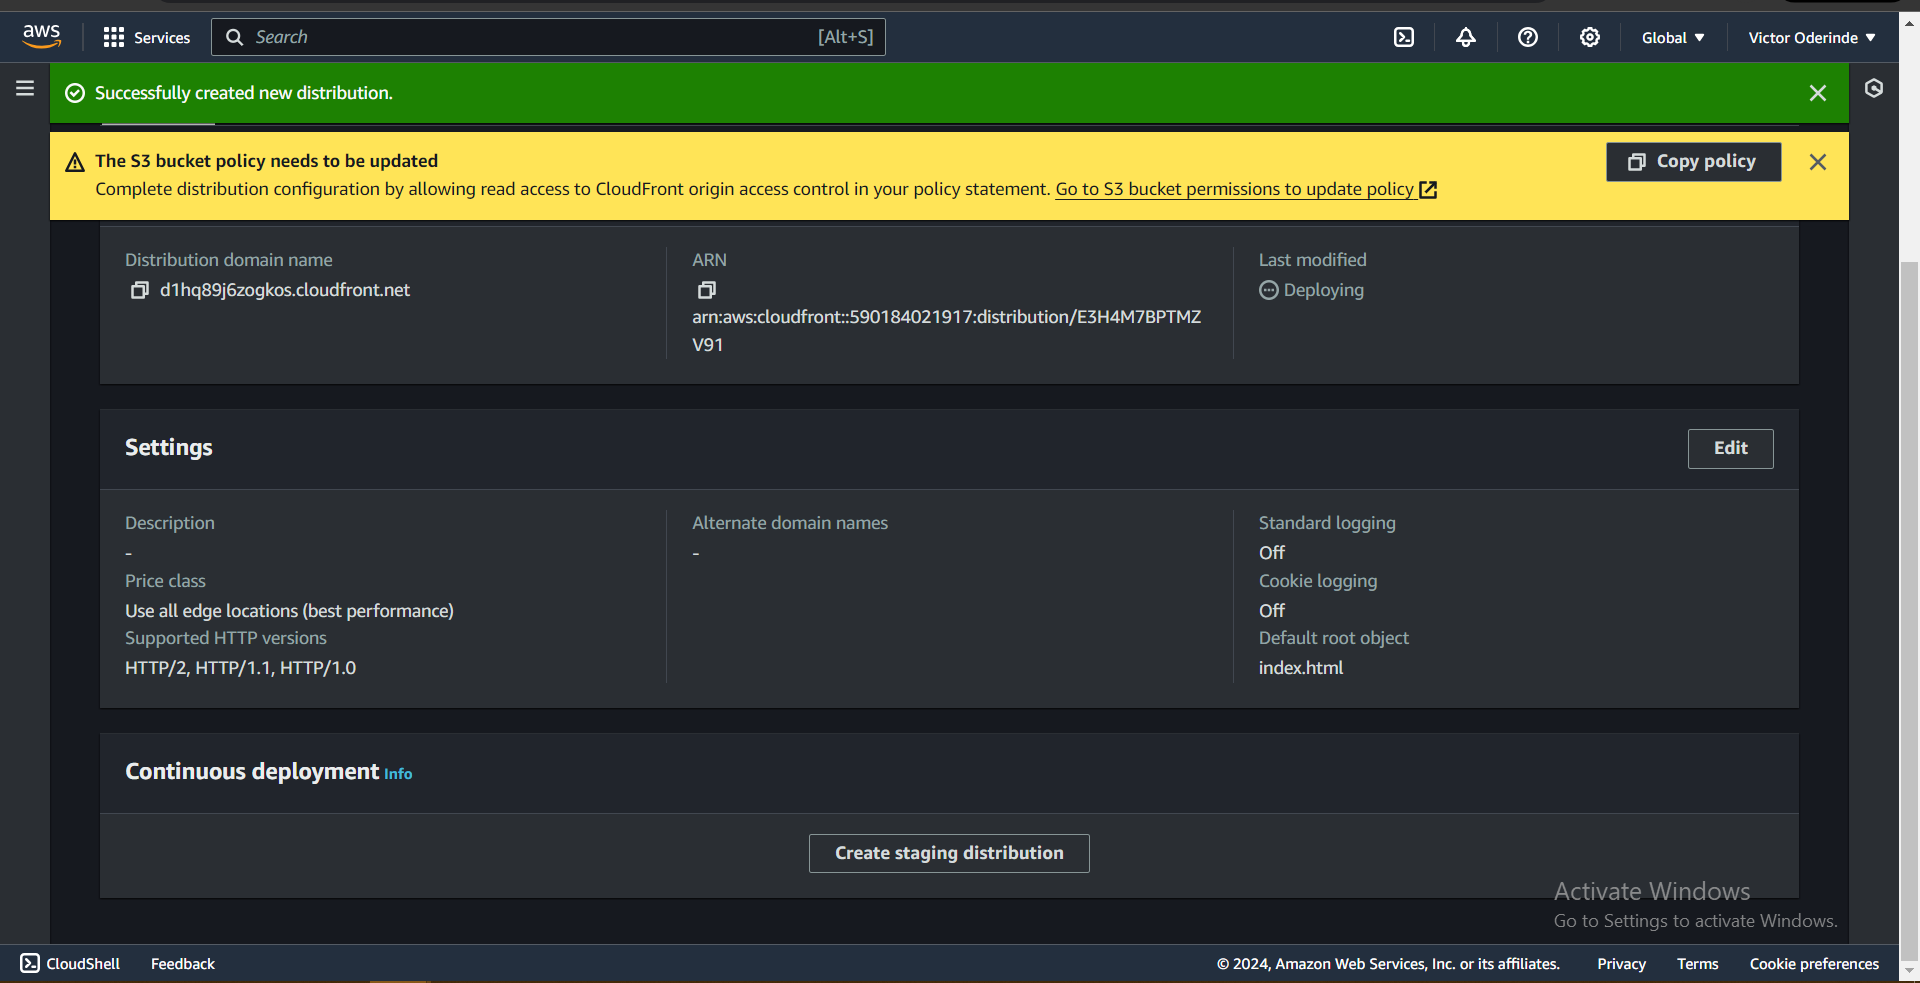 aws
Services
Search
[Alt+S]
Global
Victor Oderinde
Successfully created new distribution.
The S3 bucket policy needs to be updated
Complete distribution configuration by allowing read access to CloudFront origin access control in your policy statement. Go to S3 bucket permissions to update policy
Copy policy
Distribution domain name
d1hq89j6zogkos.cloudfront.net
ARN
arn:aws:cloudfront::590184021917:distribution/E3H4M7BPTMZ
V91
Last modified
Deploying
Settings
Edit
Description
-
Price class
Use all edge locations (best performance)
Supported HTTP versions
HTTP/2, HTTP/1.1, HTTP/1.0
Alternate domain names
-
Standard logging
Off
Cookie logging
Off
Default root object
index.html
Continuous deployment Info
Create staging distribution
Activate Windows
Go to Settings to activate Windows.
CloudShell
Feedback
© 2024, Amazon Web Services, Inc. or its affiliates.
Privacy
Terms
Cookie preferences